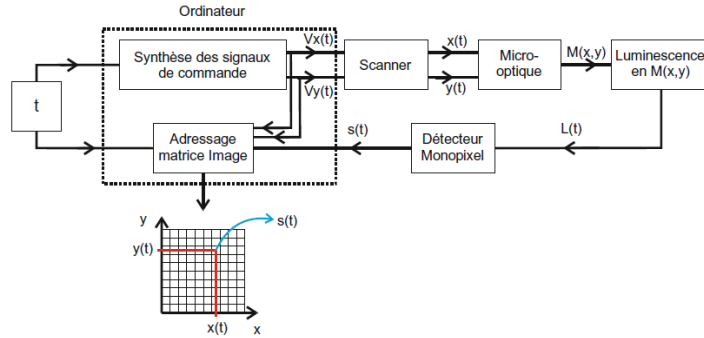 Ordinateur
Synthèse des signaux
de commande
Vx(t)
Vy(t)
Scanner
x(t)
y(t)
Micro-
optique
M(x,y)
Luminescence
en M(x,y)
t
Adressage
matrice Image
s(t)
Détecteur
Monopixel
L(t)
y
s(t)
y(t)
x(t)
x